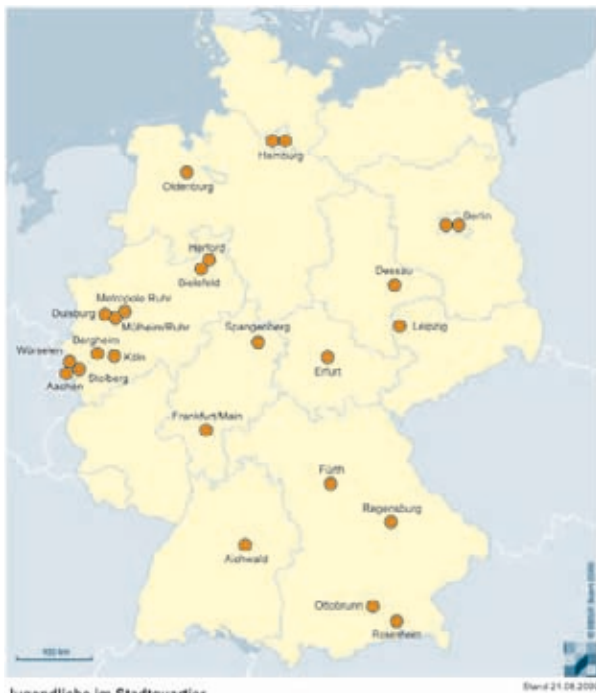 Hamburg
Oldenburg
Berlin
Herford
Bielefeld
Dessau
Metropole Ruhr
Duisburg
Mülheim/Ruhr
Leipzig
Spangenberg
Bergheim
Würselen
Köln
Erfurt
Stolberg
Aachen
Frankfurt/Main
Fürth
Regensburg
Aichwald
Ottobrunn
Rosenheim
100 km
Jugendliche im Stadtquartier